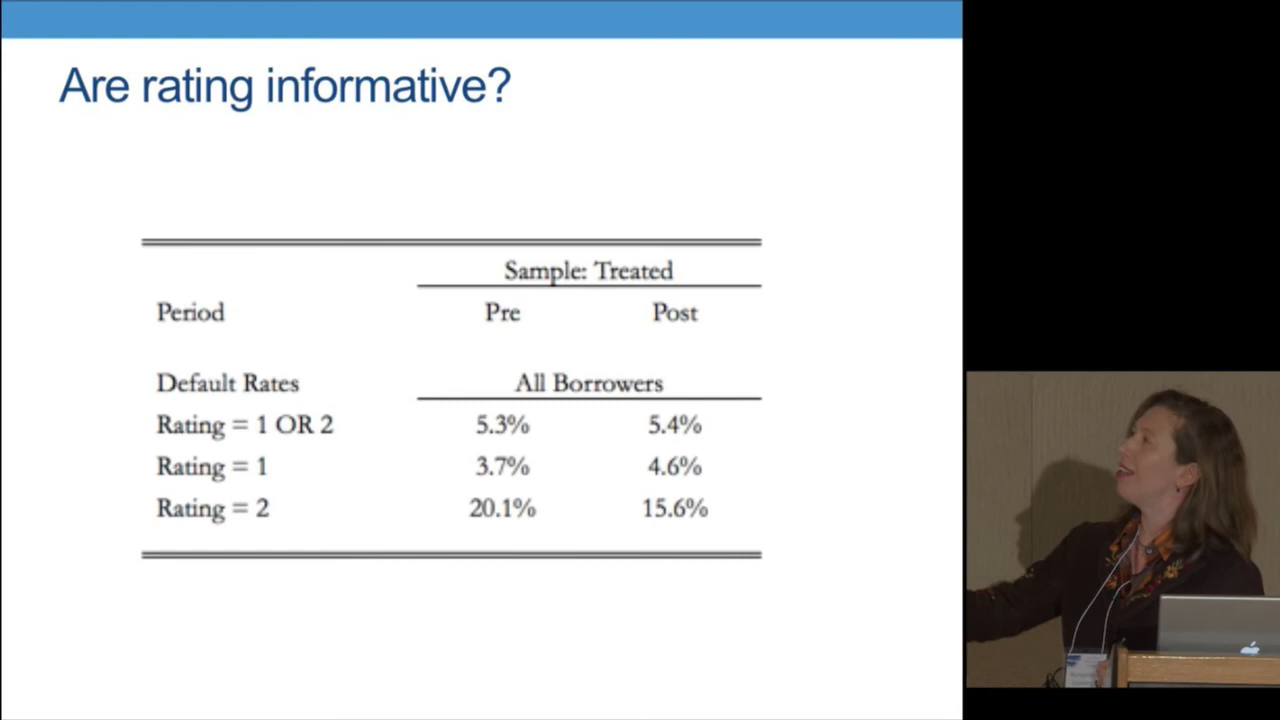 Are rating informative?
Sample: Treated
Period Pre Post
Default Rates All Borrowers
Rating = 1 OR 2 5.3% 5.4%
Rating = 1 3.7% 4.6%
Rating = 2 20.1% 15.6%